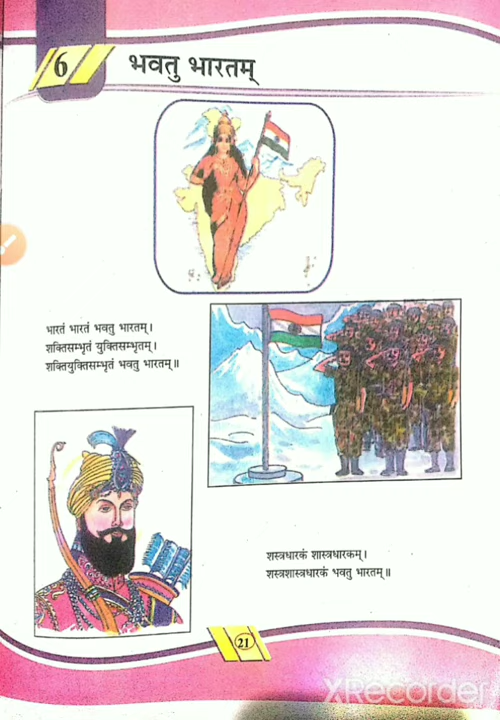 6
भवतु भारतम्
भारतं भारतं भवतु भारतम्।
शक्तिसम्भृतं युक्तिसम्भृतम्।
शक्तियुक्तिसम्भृतं भवतु भारतम्॥
शस्त्रधारकं शास्त्रधारकम्।
शस्त्रशास्त्रधारकं भवतु भारतम्॥
21
XRecorder